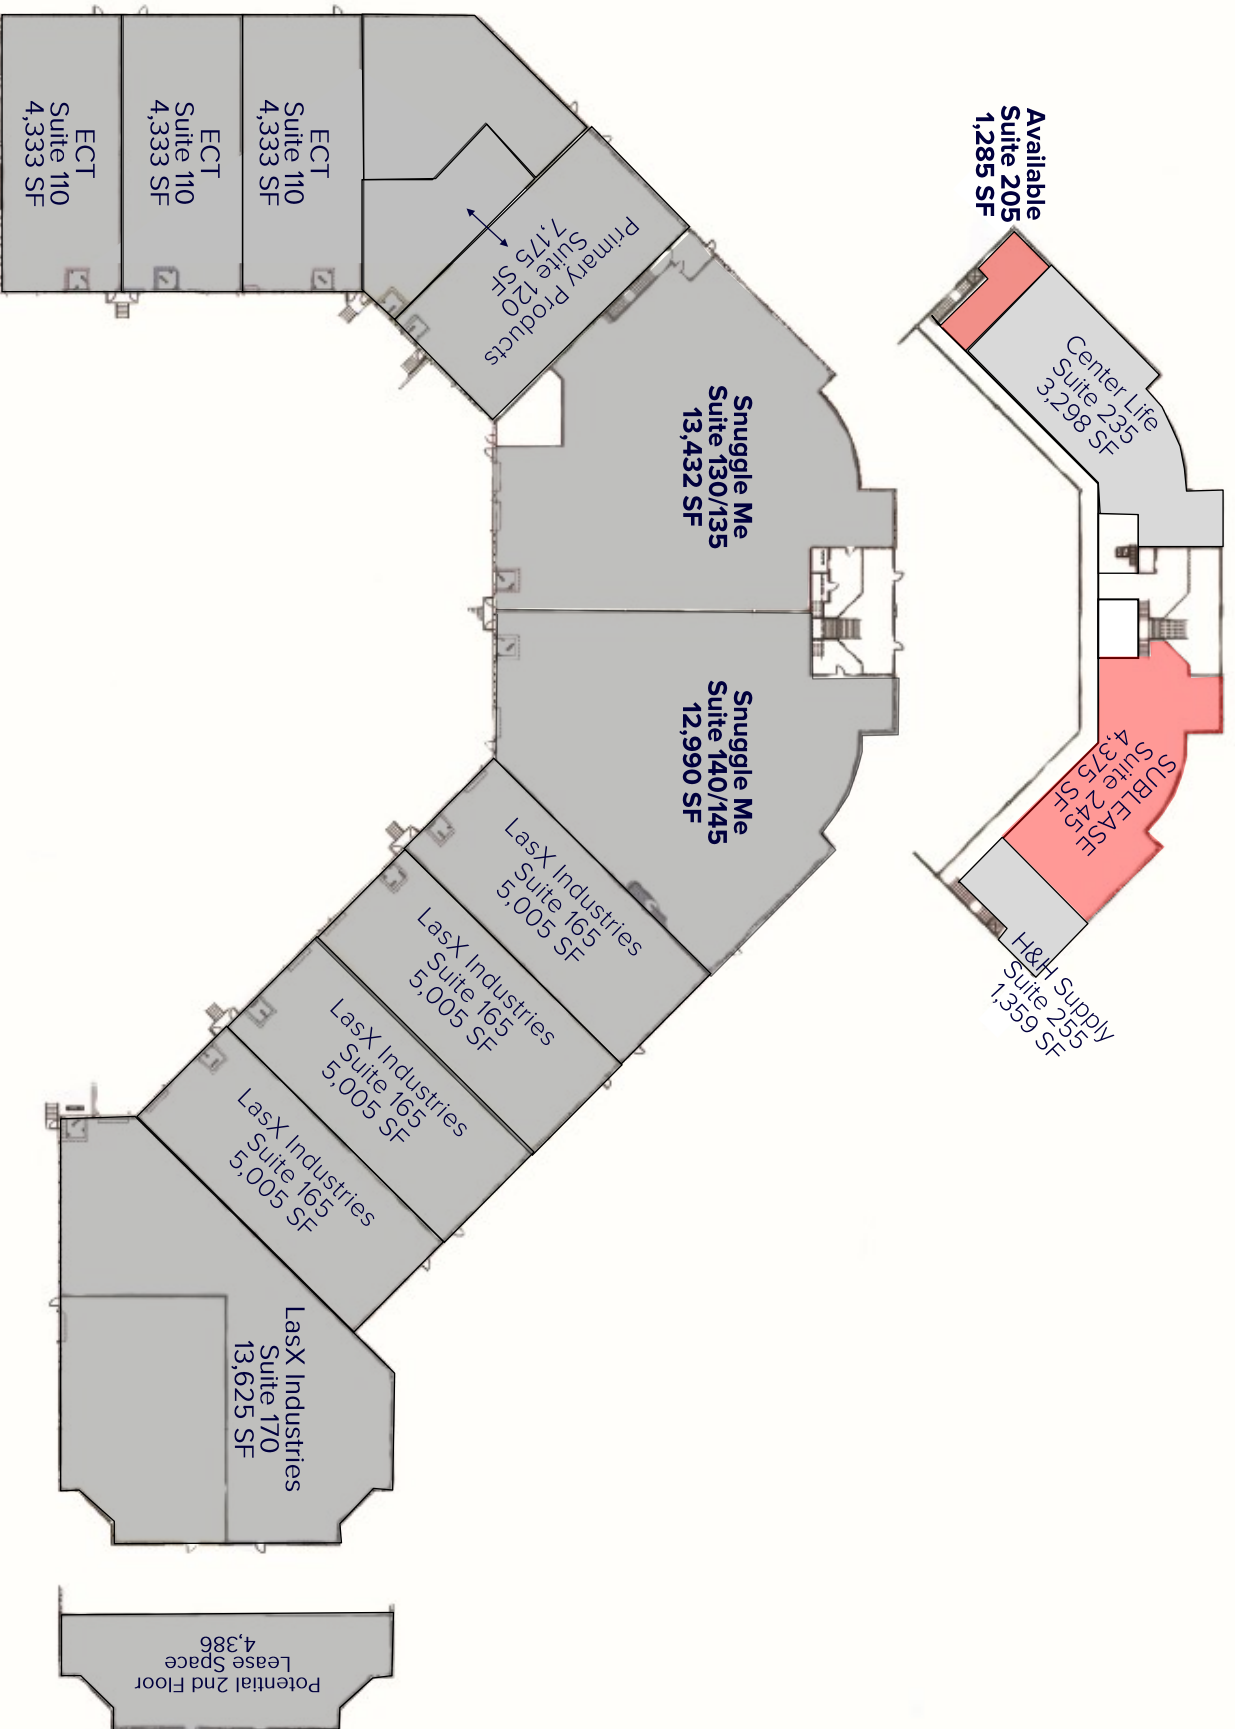 ECT
Suite 110
4,333 SF
ECT
Suite 110
4,333 SF
ECT
Suite 110
4,333 SF
Primary Products
Suite 120
7,175 SF
Snuggle Me
Suite 130/135
13,432 SF
Snuggle Me
Suite 140/145
12,990 SF
LasX Industries
Suite 165
5,005 SF
LasX Industries
Suite 165
5,005 SF
LasX Industries
Suite 165
5,005 SF
LasX Industries
Suite 165
5,005 SF
LasX Industries
Suite 170
13,625 SF
Potential 2nd Floor
Lease Space
4,386
Available
Suite 205
1,285 SF
Center Life
Suite 235
3,298 SF
SUBLEASE
Suite 245
4,375 SF
H&H Supply
Suite 255
1,359 SF